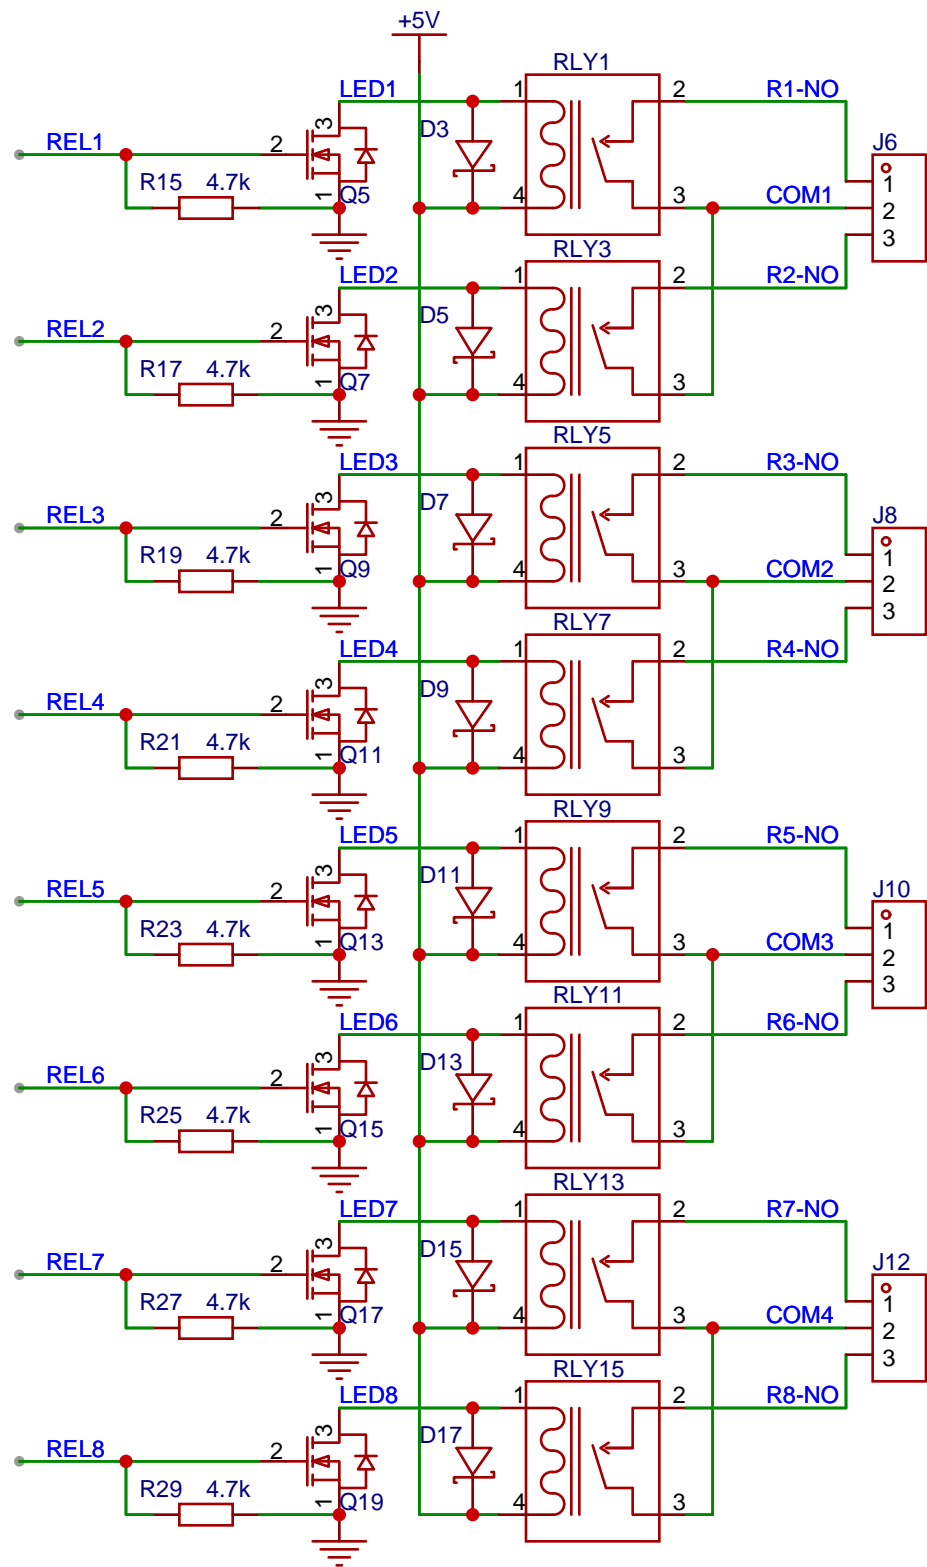 +5V
RLY1
LED1 1 2 R1-NO
D3
3
REL1 2 J6
R15 4.7k 1 Q5 4 3 COM1 1
2
3
RLY3
LED2 1 2 R2-NO
D5
3
REL2 2
R17 4.7k 1 Q7 4 3
RLY5
LED3 1 2 R3-NO
D7
3
REL3 2 J8
R19 4.7k 1 Q9 4 3 COM2 1
2
3
RLY7
LED4 1 2 R4-NO
D9
3
REL4 2
R21 4.7k 1 Q11 4 3
RLY9
LED5 1 2 R5-NO
D11
3
REL5 2 J10
R23 4.7k 1 Q13 4 3 COM3 1
2
3
RLY11
LED6 1 2 R6-NO
D13
3
REL6 2
R25 4.7k 1 Q15 4 3
RLY13
LED7 1 2 R7-NO
D15
3
REL7 2 J12
R27 4.7k 1 Q17 4 3 COM4 1
2
3
RLY15
LED8 1 2 R8-NO
D17
3
REL8 2
R29 4.7k 1 Q19 4 3